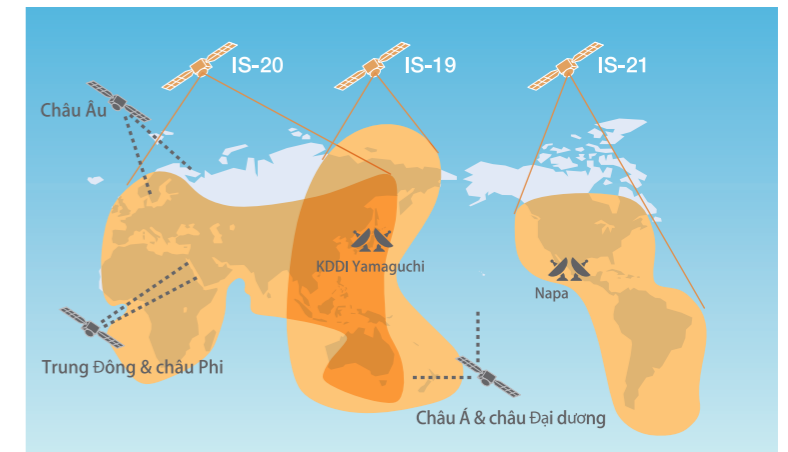 IS-20
IS-19
IS-21
Châu Âu
KDDI Yamaguchi
Napa
Trung Đông & châu Phi
Châu Á & châu Đại dương